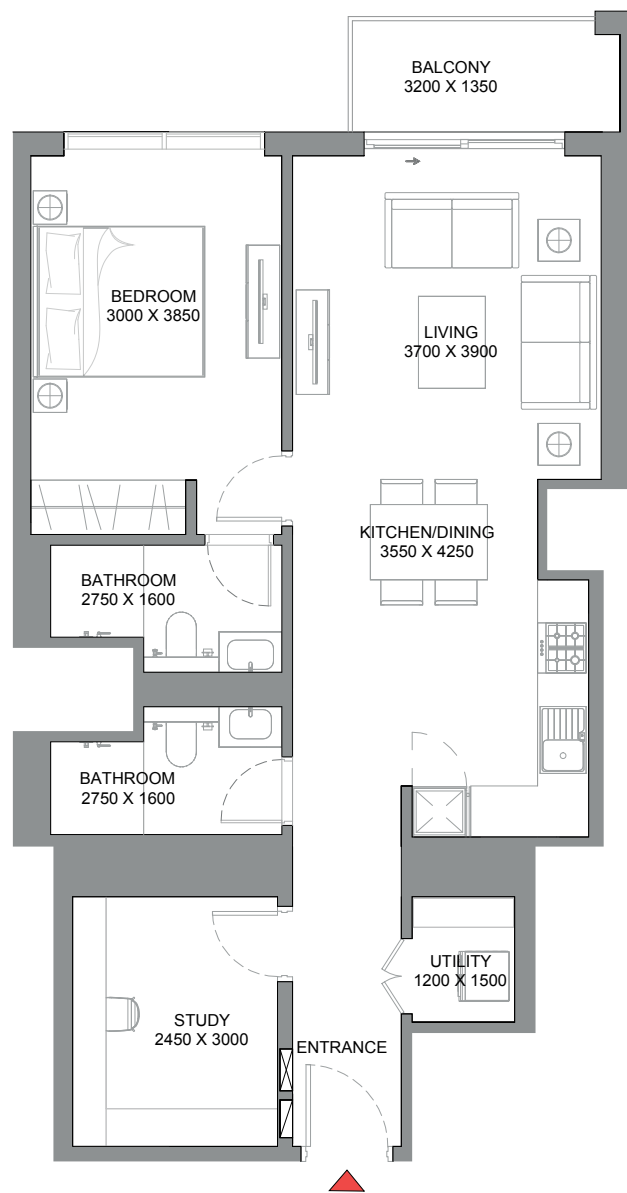 BALCONY
3200 X 1350
BEDROOM
3000 X 3850
LIVING
3700 X 3900
KITCHEN/DINING
3550 X 4250
BATHROOM
2750 X 1600
BATHROOM
2750 X 1600
UTILITY
1200 X 1500
STUDY
2450 X 3000
ENTRANCE